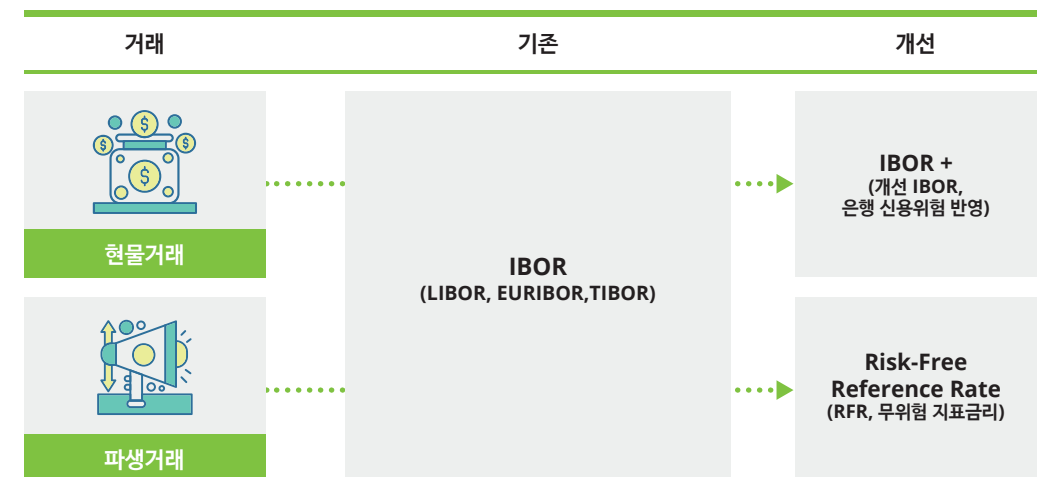 거래
기존
개선
$
$
$
$
현물거래
IBOR
(LIBOR, EURIBOR,TIBOR)
IBOR +
(개선 IBOR,
은행 신용위험 반영)
파생거래
Risk-Free
Reference Rate
(RFR, 무위험 지표금리)